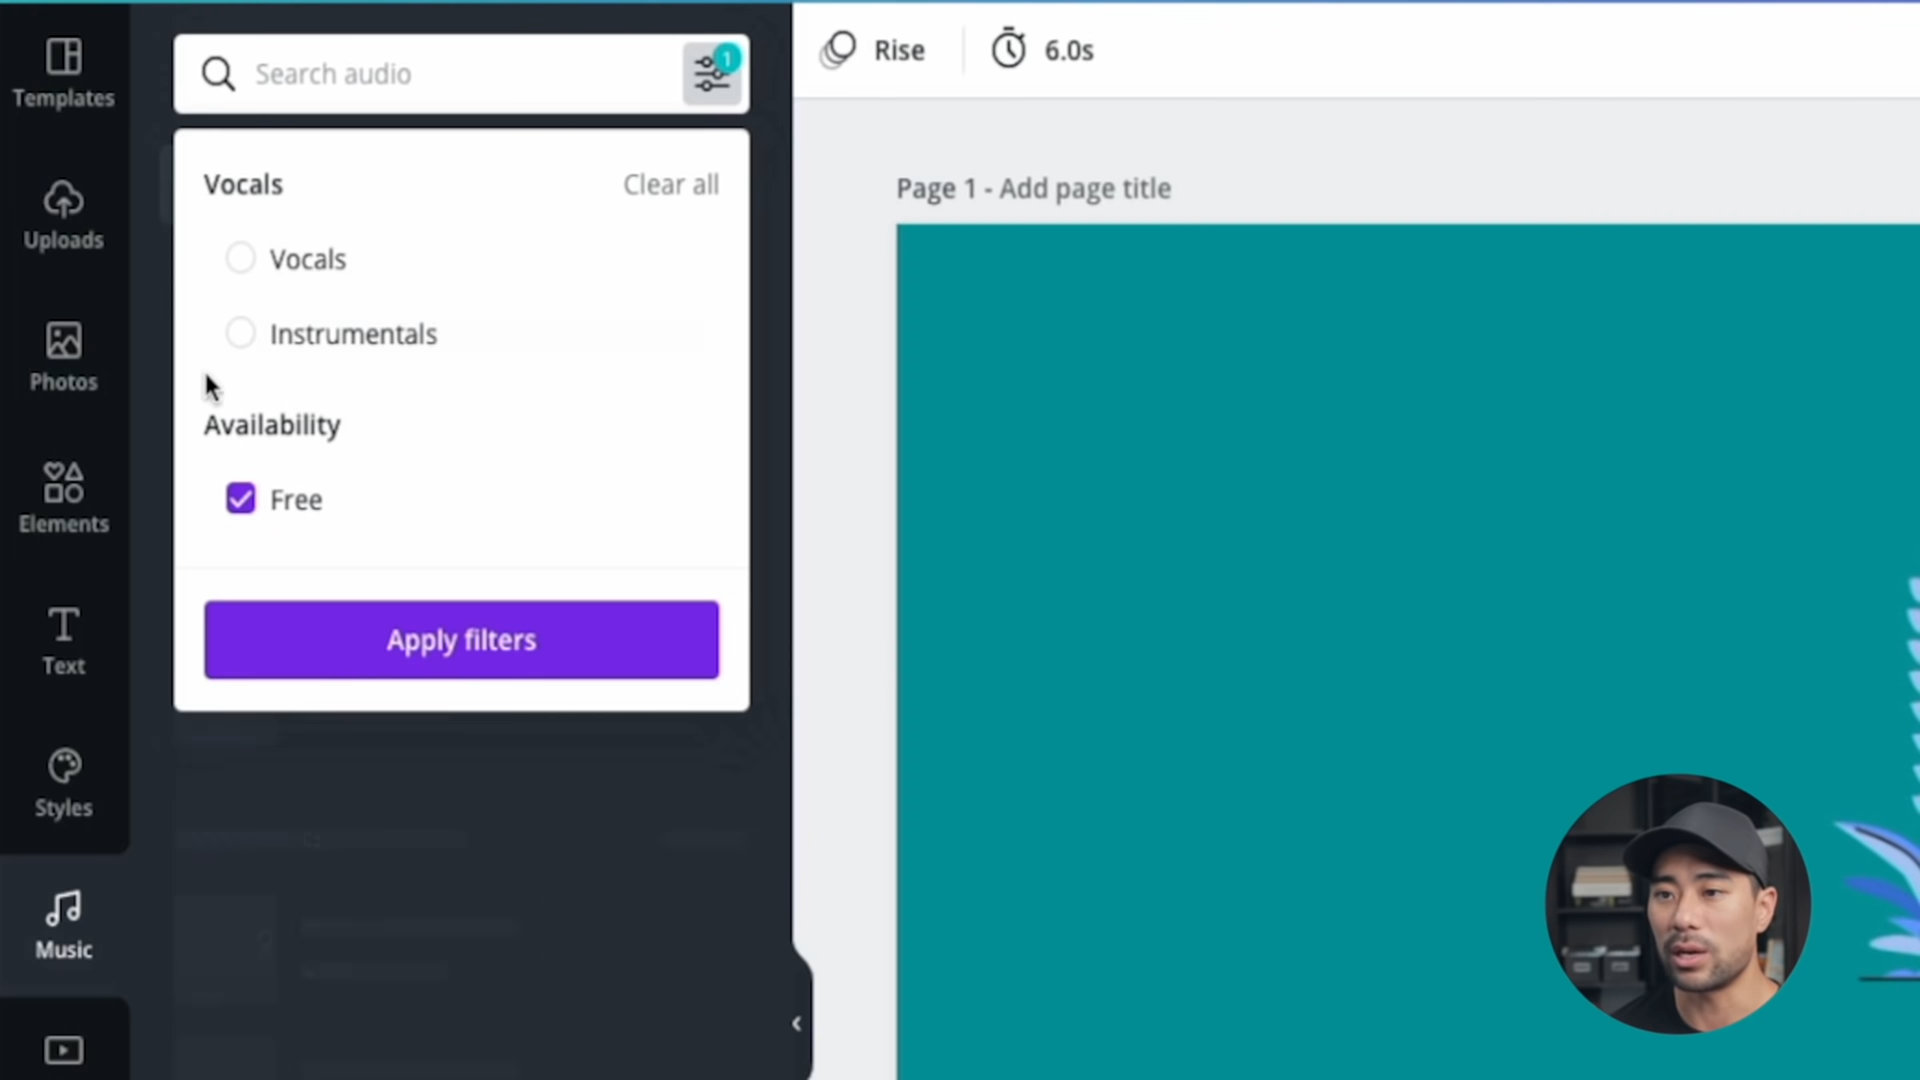 Templates
Uploads
Photos
Elements
Text
Styles
Music
Search audio
1
Vocals
Clear all
Vocals
Instrumentals
Availability
Free
Apply filters
Rise
6.0s
Page 1 - Add page title